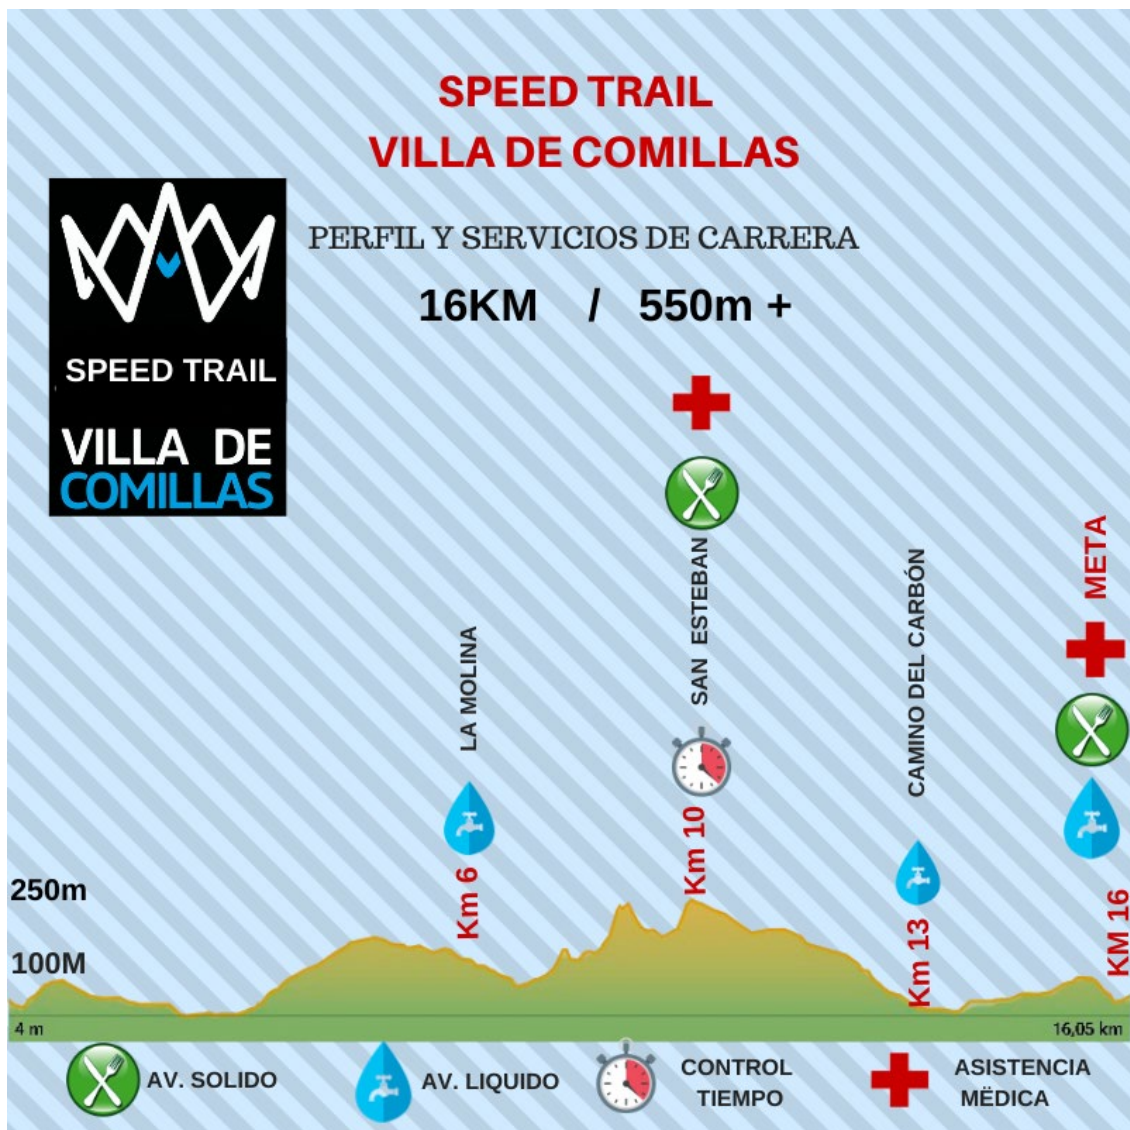 SPEED TRAIL
VILLA DE COMILLAS
PERFIL Y SERVICIOS DE CARRERA
16KM / 550m +
SPEED TRAIL
VILLA DE
COMILLAS
LA MOLINA
Km 6
SAN ESTEBAN
Km 10
CAMINO DEL CARBÓN
Km 13
META
KM 16
250m
100M
4 m
16,05 km
AV. SOLIDO
AV. LIQUIDO
CONTROL
TIEMPO
ASISTENCIA
MËDICA